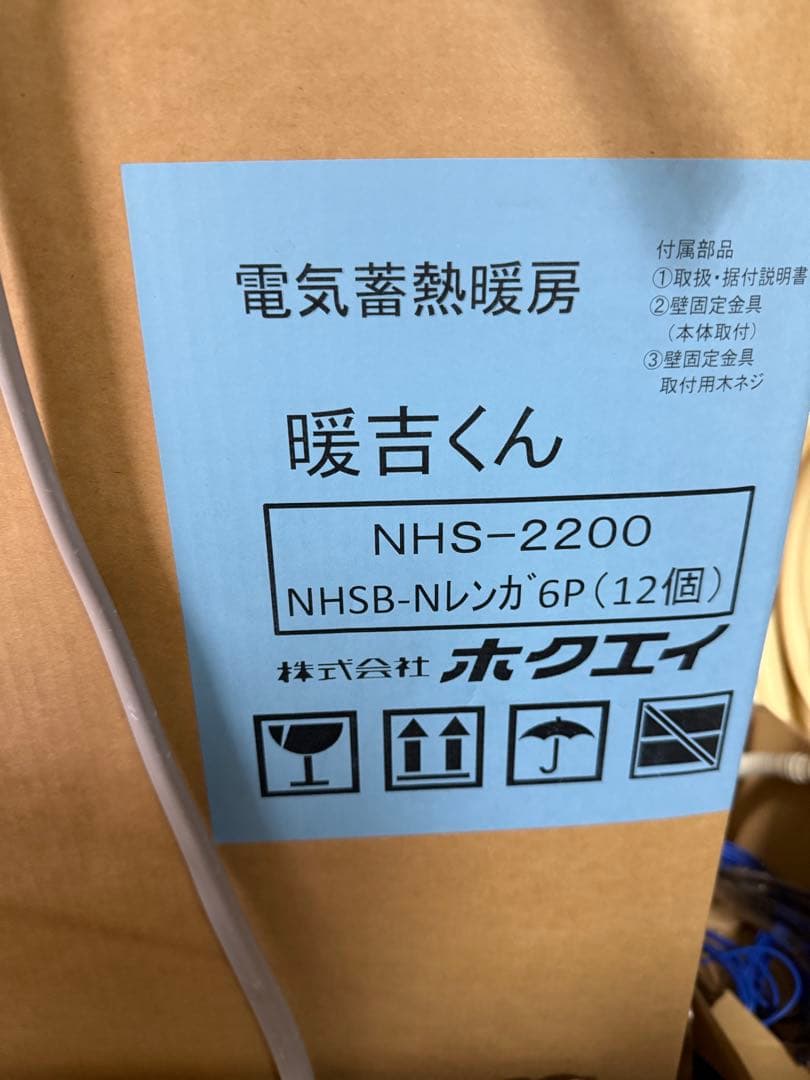 電気蓄熱暖房
付属部品
①取扱・据付説明書
②壁固定金具
（本体取付）
③壁固定金具
取付用木ネジ
暖吉くん
NHS-2200
NHSB-Nレンガ6P（12個）
株式会社 ホクエイ